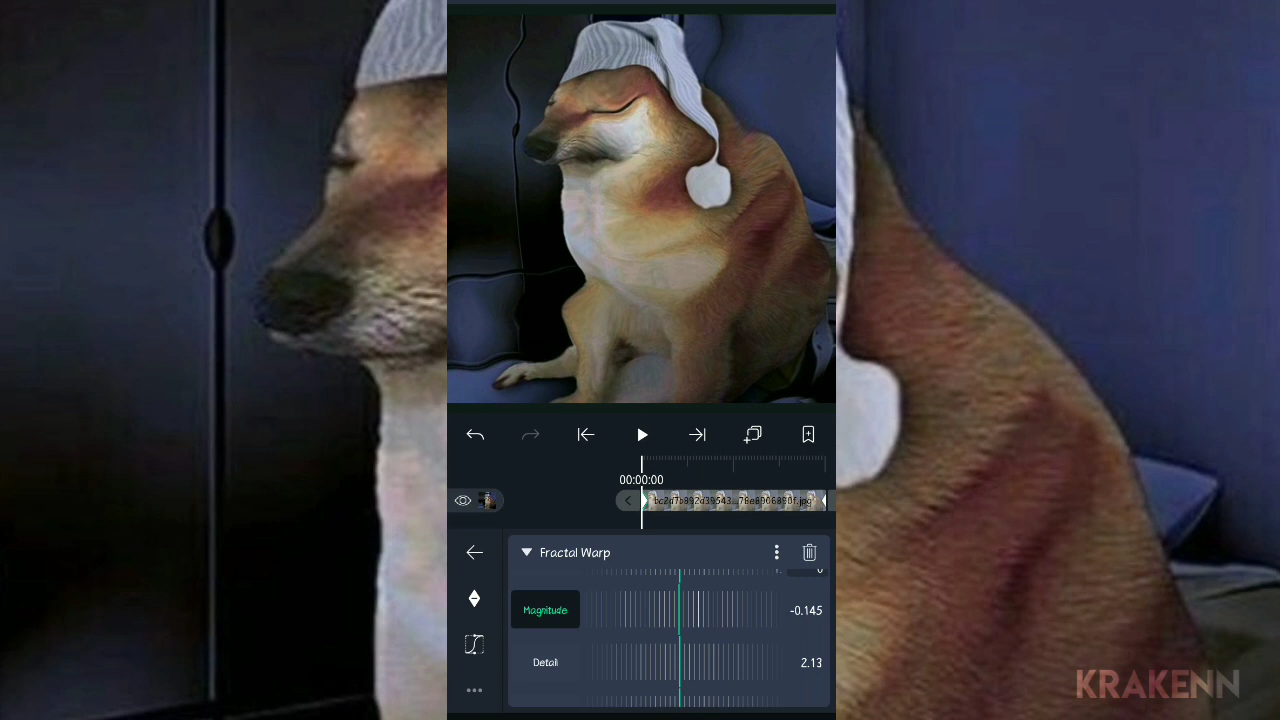 00:00:00
Fractal Warp
Magnitude
-0.145
Detail
2.13
KRAKENN